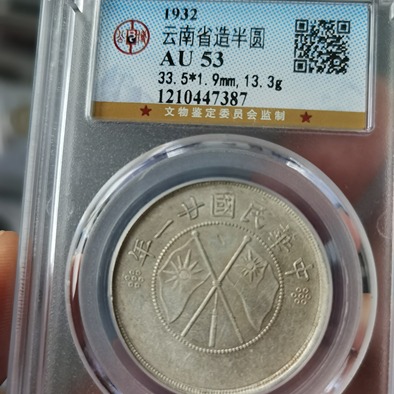 1932
云南省造半圆
AU 53
33.5*1.9mm,13.3g
1210447387
★ 文物鉴定委员会监制 ★
年一廿國民華中